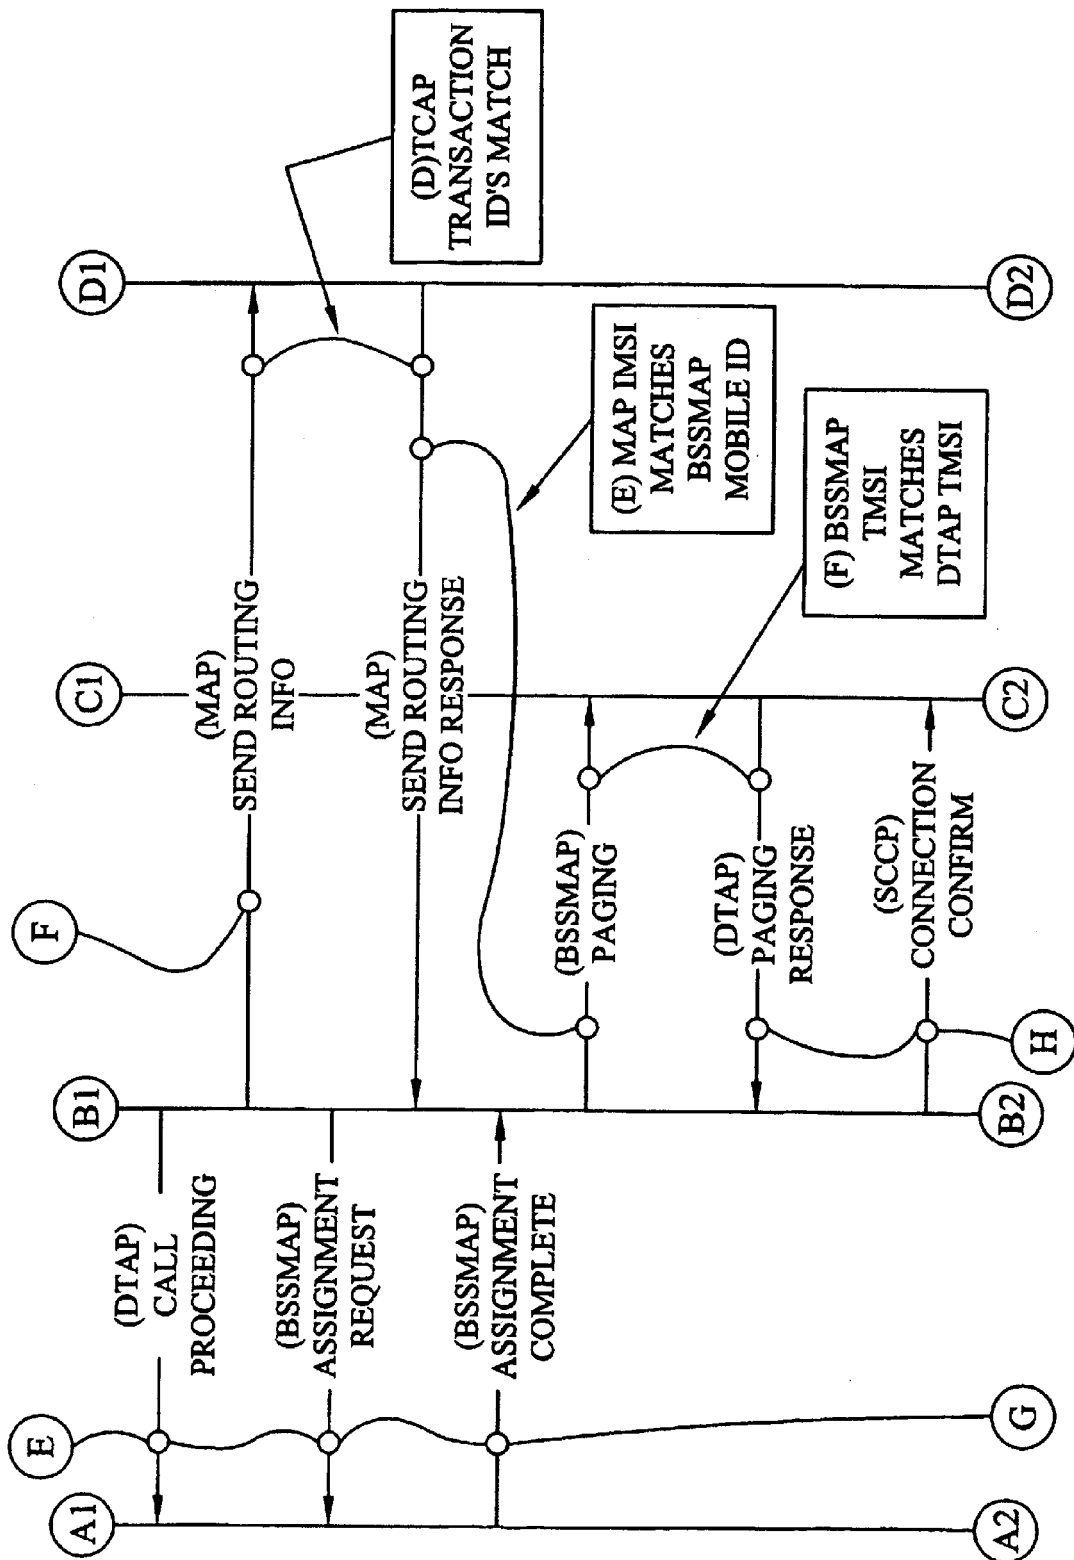 E
A1
B1
F
C1
D1
(DTAP)
CALL
PROCEEDING
(MAP)
SEND ROUTING
INFO
(D)TCAP
TRANSACTION
ID'S MATCH
(BSSMAP)
ASSIGNMENT
REQUEST
(MAP)
SEND ROUTING
INFO RESPONSE
(BSSMAP)
ASSIGNMENT
COMPLETE
(E) MAP IMSI
MATCHES
BSSMAP
MOBILE ID
(BSSMAP)
PAGING
(DTAP)
PAGING
RESPONSE
(F) BSSMAP
TMSI
MATCHES
DTAP TMSI
(SCCP)
CONNECTION
CONFIRM
A2
G
B2
H
C2
D2